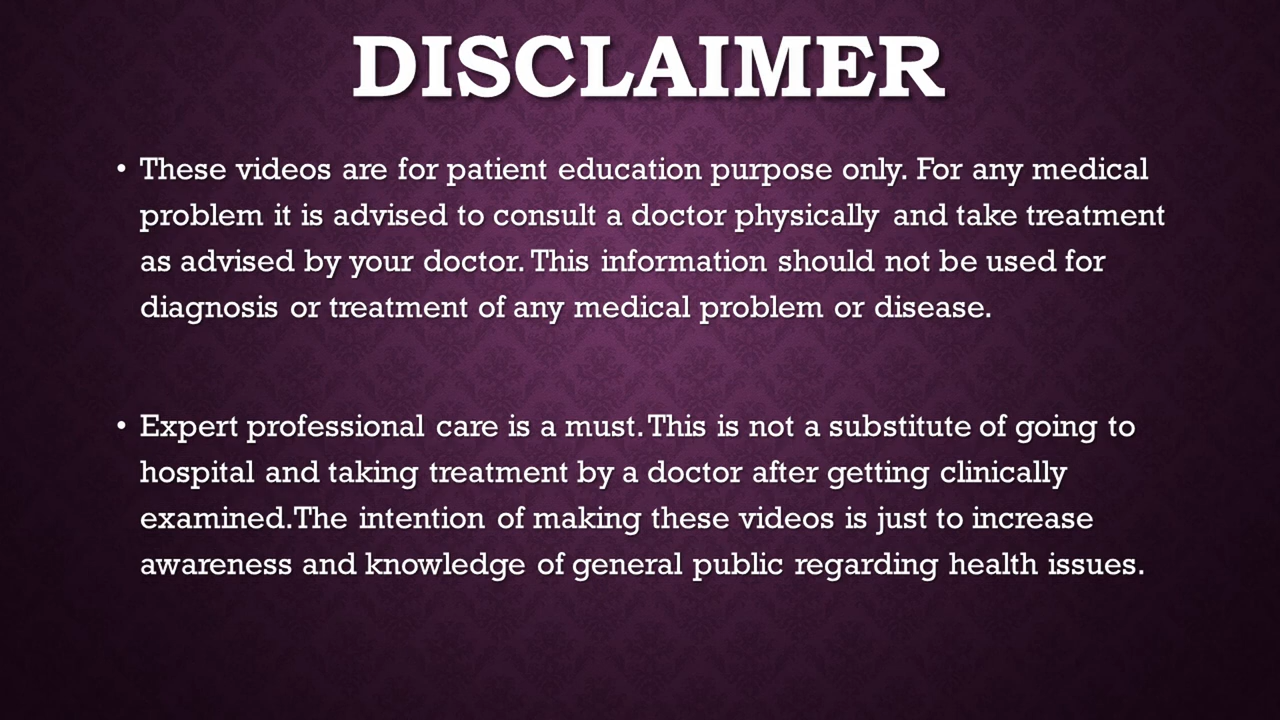 DISCLAIMER
• These videos are for patient education purpose only. For any medical
problem it is advised to consult a doctor physically and take treatment
as advised by your doctor. This information should not be used for
diagnosis or treatment of any medical problem or disease.
• Expert professional care is a must. This is not a substitute of going to
hospital and taking treatment by a doctor after getting clinically
examined.The intention of making these videos is just to increase
awareness and knowledge of general public regarding health issues.